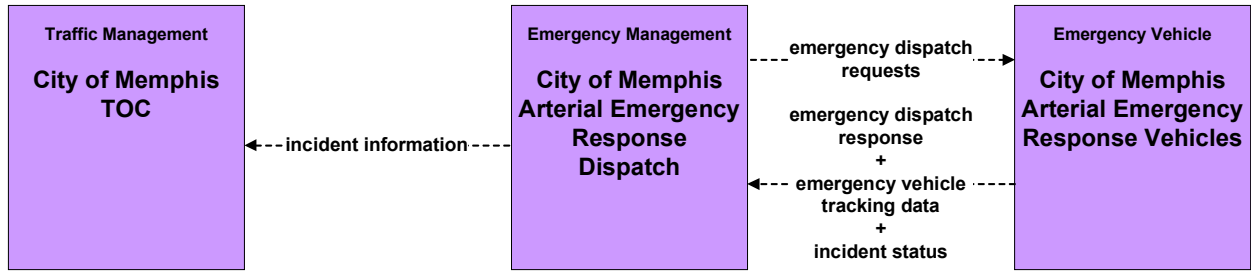 Traffic Management
City of Memphis
TOC
incident information
Emergency Management
City of Memphis
Arterial Emergency
Response
Dispatch
emergency dispatch
requests
emergency dispatch
response
+
emergency vehicle
tracking data
+
incident status
Emergency Vehicle
City of Memphis
Arterial Emergency
Response Vehicles